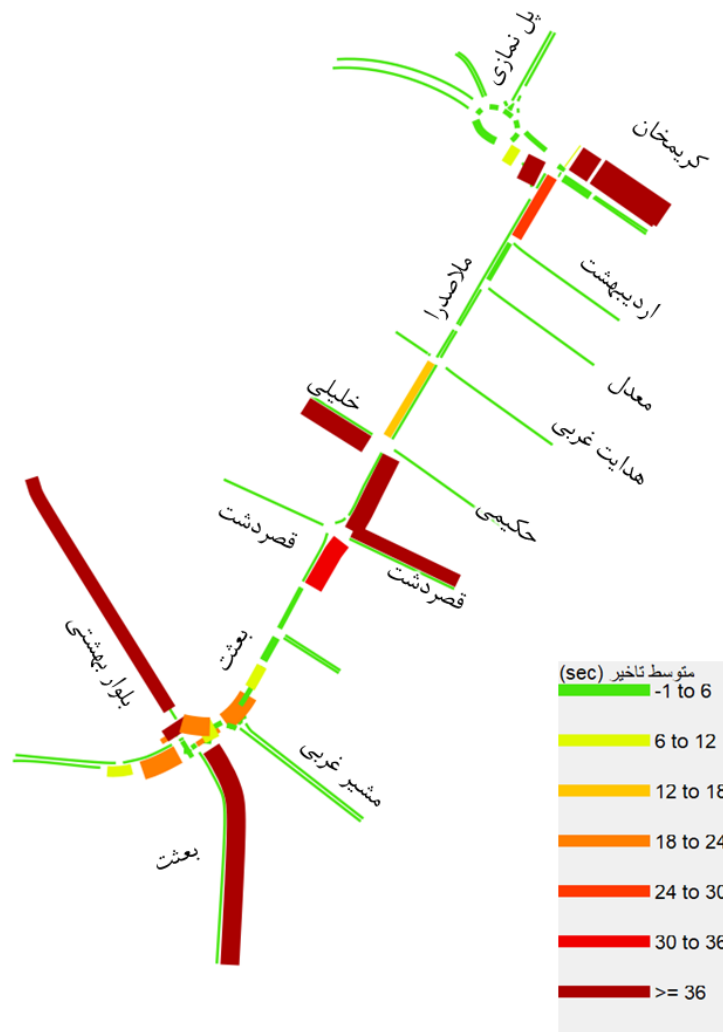 پل نمازی
کریمخان
اردیبهشت
ملاصدرا
معدل
خلیلی
هدایت غربی
حکیمی
قصردشت
قصردشت
بعثت
بلوار بهشتی
مشیر غربی
بعثت
متوسط تاخیر (sec)
-1 to 6
6 to 12
12 to 18
18 to 24
24 to 30
30 to 36
>= 36